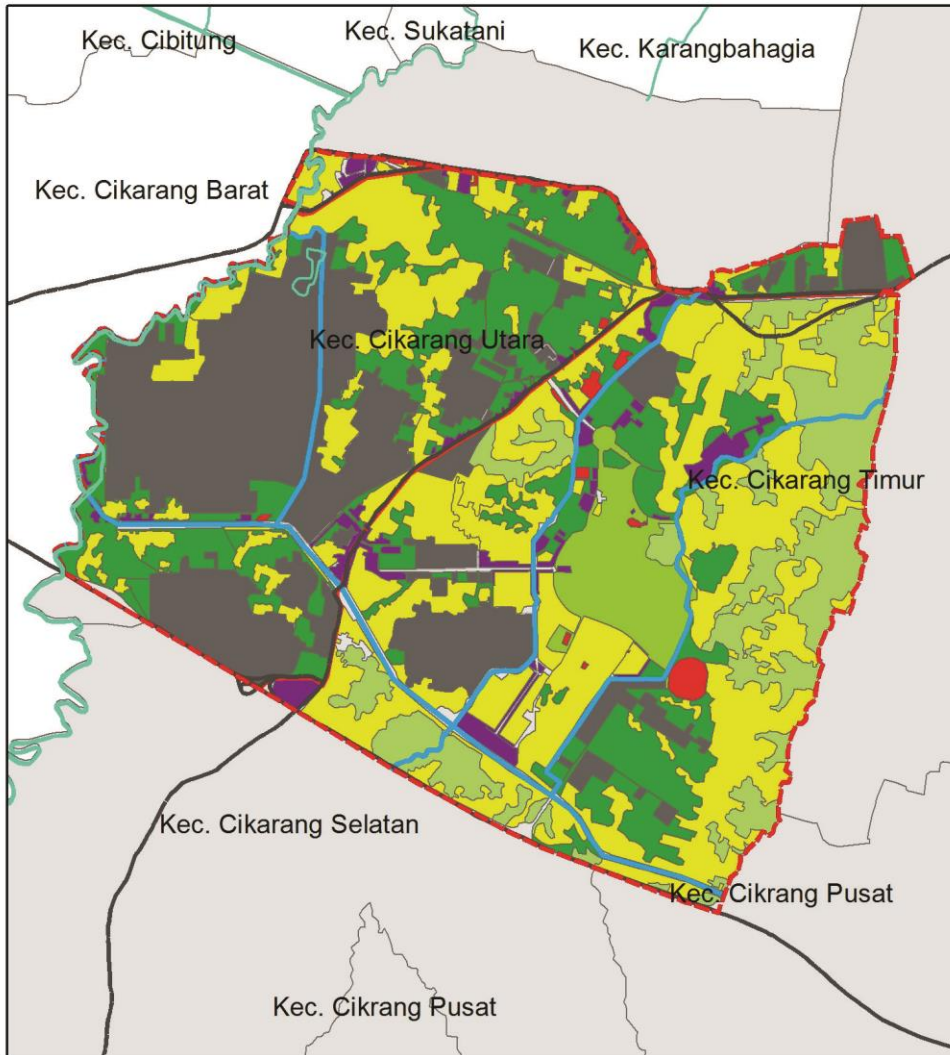 Kec. Cibitung
Kec. Sukatani
Kec. Karangbahagia
Kec. Cikarang Barat
Kec. Cikarang Utara
Kec. Cikarang Timur
Kec. Cikarang Selatan
Kec. Cikrang Pusat
Kec. Cikrang Pusat